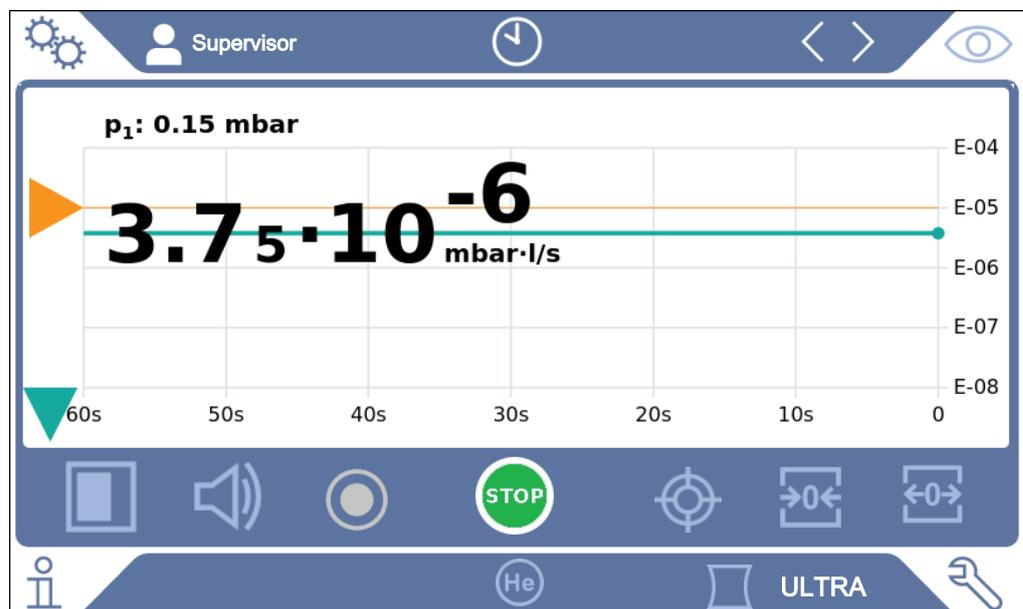 Supervisor
p₁: 0.15 mbar
E-04
3.75·10⁻⁶ mbar·l/s
E-05
E-06
E-07
E-08
60s 50s 40s 30s 20s 10s 0
STOP
→0← ←0→
He ULTRA